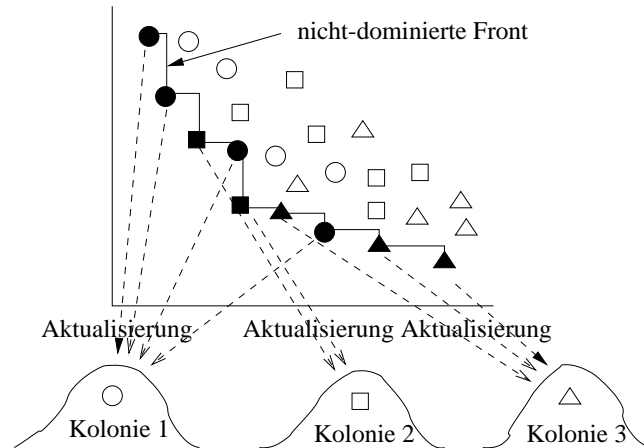 nicht-dominierte Front
Aktualisierung Aktualisierung Aktualisierung
Kolonie 1 Kolonie 2 Kolonie 3